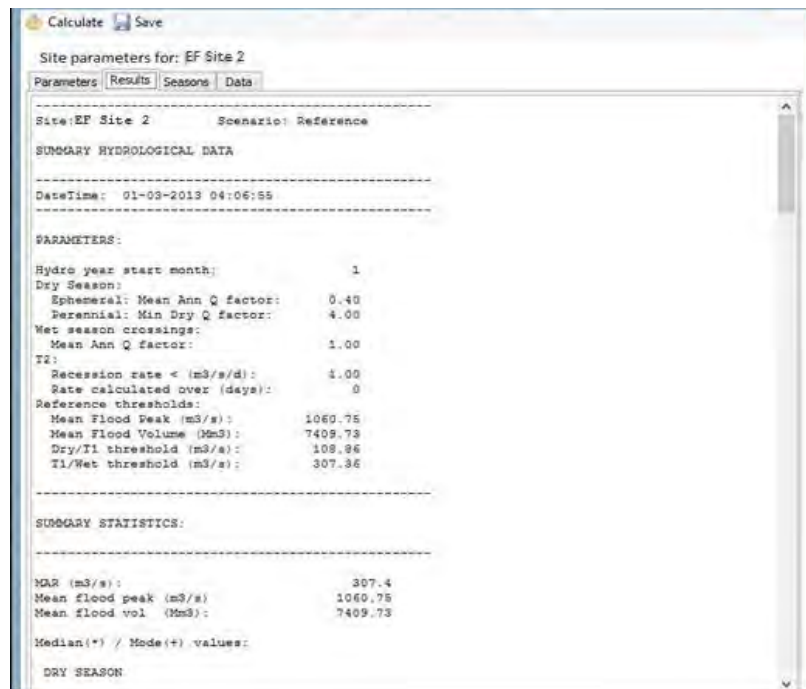 Calculate Save
Site parameters for: EF Site 2
Parameters Results Seasons Data
--------------------------------------------------
Site:EF Site 2 Scenario: Reference
SUMMARY HYDROLOGICAL DATA
--------------------------------------------------
DateTime: 01-03-2013 04:06:55
--------------------------------------------------
PARAMETERS:
Hydro year start month: 1
Dry Season:
Ephemeral: Mean Ann Q factor: 0.40
Perennial: Min Dry Q factor: 4.00
Wet season crossings:
Mean Ann Q factor: 1.00
T2:
Recession rate < (m3/s/d): 1.00
Rate calculated over (days): 0
Reference thresholds:
Mean Flood Peak (m3/s): 1060.75
Mean Flood Volume (Mm3): 7409.73
Dry/T1 threshold (m3/s): 108.86
T1/Wet threshold (m3/s): 307.36
--------------------------------------------------
SUMMARY STATISTICS:
--------------------------------------------------
MAR (m3/s): 307.4
Mean flood peak (m3/s) 1060.75
Mean flood vol (Mm3): 7409.73
Median(*) / Mode(+) values:
DRY SEASON